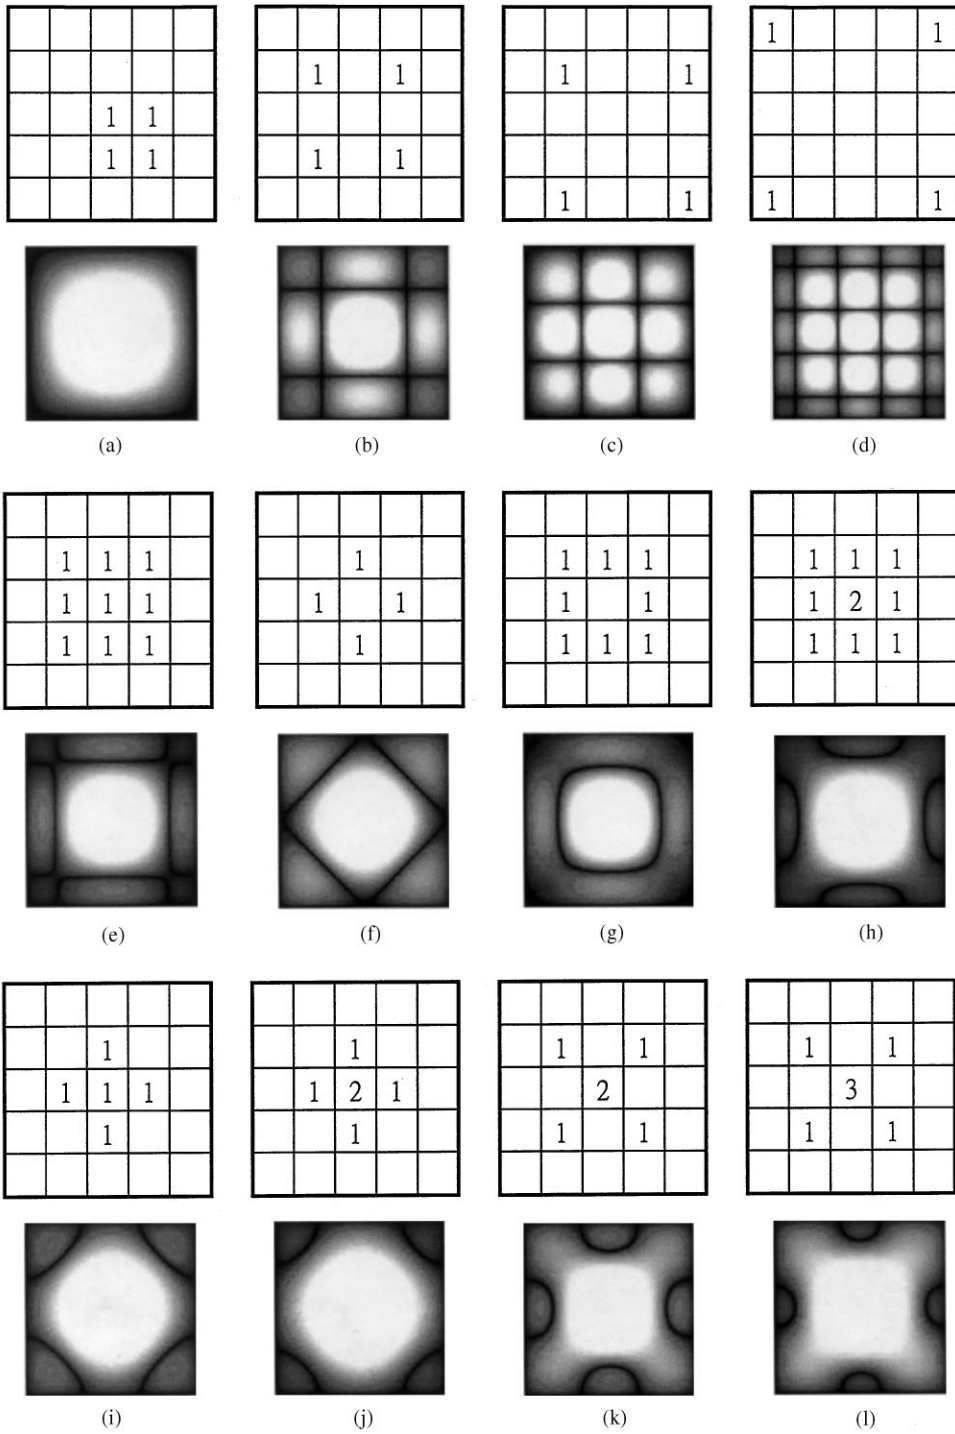 1 1
1 1 1 1 1 1
1 1
1 1 1 1
1 1 1 1
(a) (b) (c) (d)
1 1 1 1 1 1 1 1 1 1
1 1 1 1 1 1 1 1 2 1
1 1 1 1 1 1 1 1 1 1
(e) (f) (g) (h)
1 1 1 1 1 1
1 1 1 1 2 1 2 3
1 1 1 1 1 1
(i) (j) (k) (l)